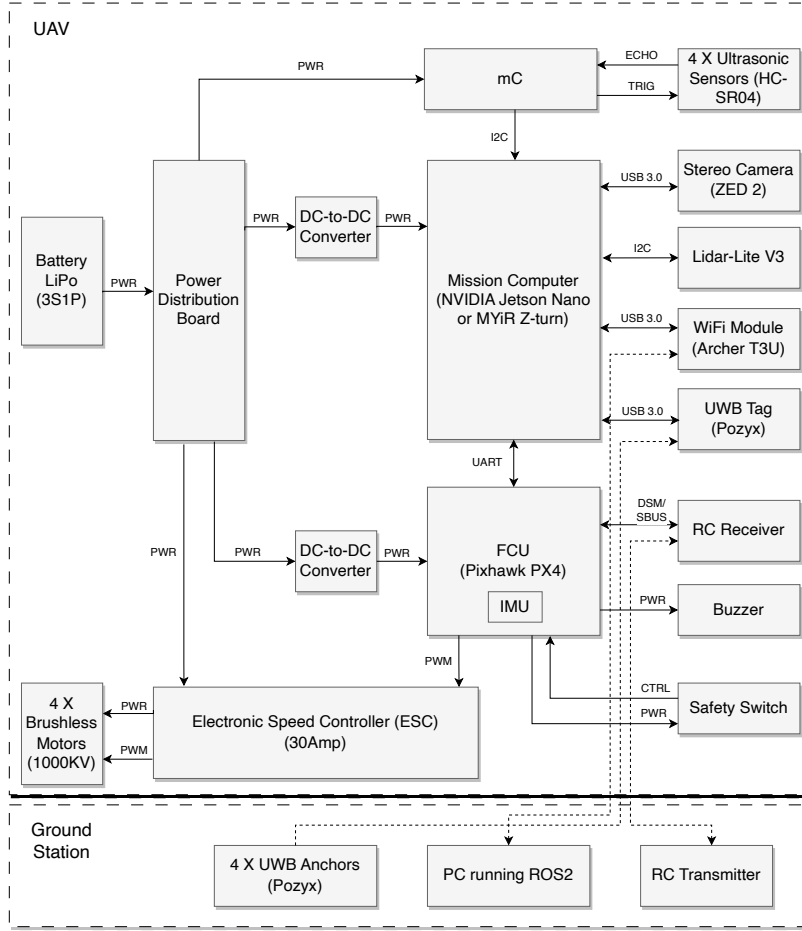 UAV
PWR
mC
ECHO
TRIG
4 X Ultrasonic
Sensors (HC-
SR04)
I2C
Battery
LiPo
(3S1P)
PWR
Power
Distribution
Board
PWR
DC-to-DC
Converter
PWR
Mission Computer
(NVIDIA Jetson Nano
or MYiR Z-turn)
USB 3.0
Stereo Camera
(ZED 2)
I2C
Lidar-Lite V3
USB 3.0
WiFi Module
(Archer T3U)
USB 3.0
UWB Tag
(Pozyx)
UART
PWR
PWR
DC-to-DC
Converter
PWR
FCU
(Pixhawk PX4)
IMU
DSM/
SBUS
RC Receiver
PWR
Buzzer
PWM
CTRL
PWR
Safety Switch
4 X
Brushless
Motors
(1000KV)
PWR
PWM
Electronic Speed Controller (ESC)
(30Amp)
Ground
Station
4 X UWB Anchors
(Pozyx)
PC running ROS2
RC Transmitter